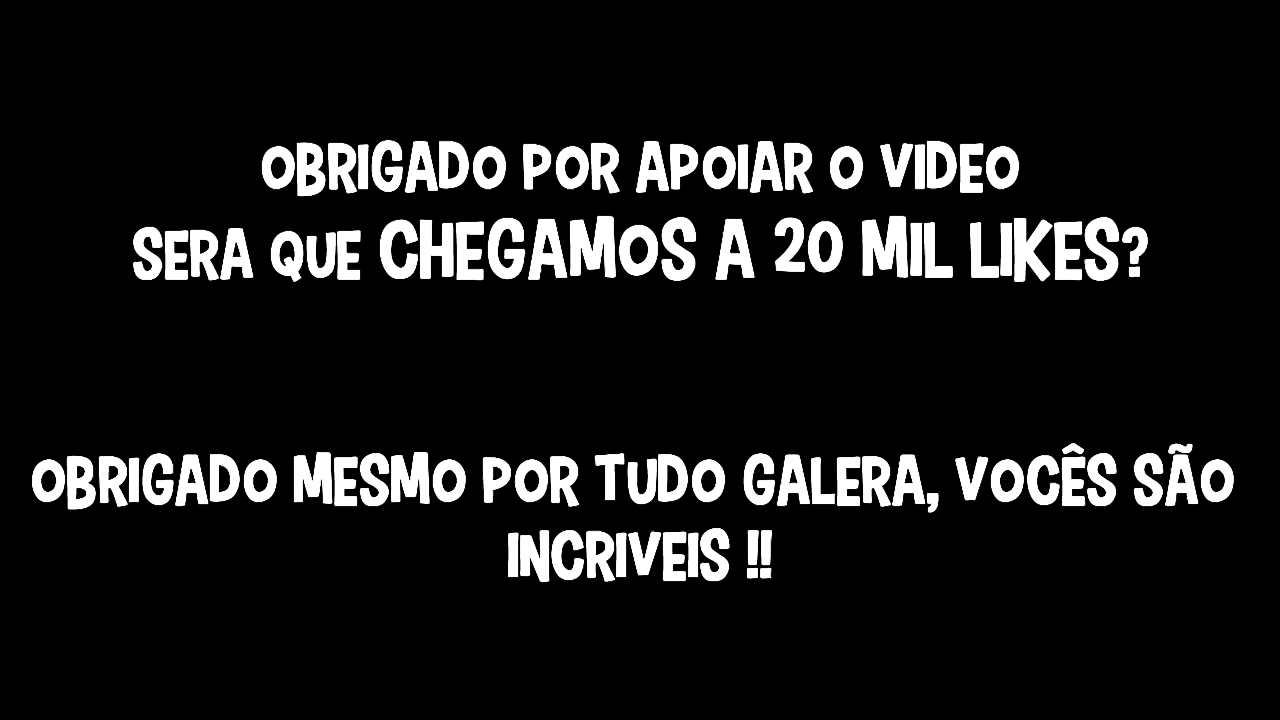 OBRIGADO POR APOIAR O VIDEO
SERA QUE CHEGAMOS A 20 MIL LIKES?
OBRIGADO MESMO POR TUDO GALERA, VOCÊS SÃO
INCRIVEIS !!